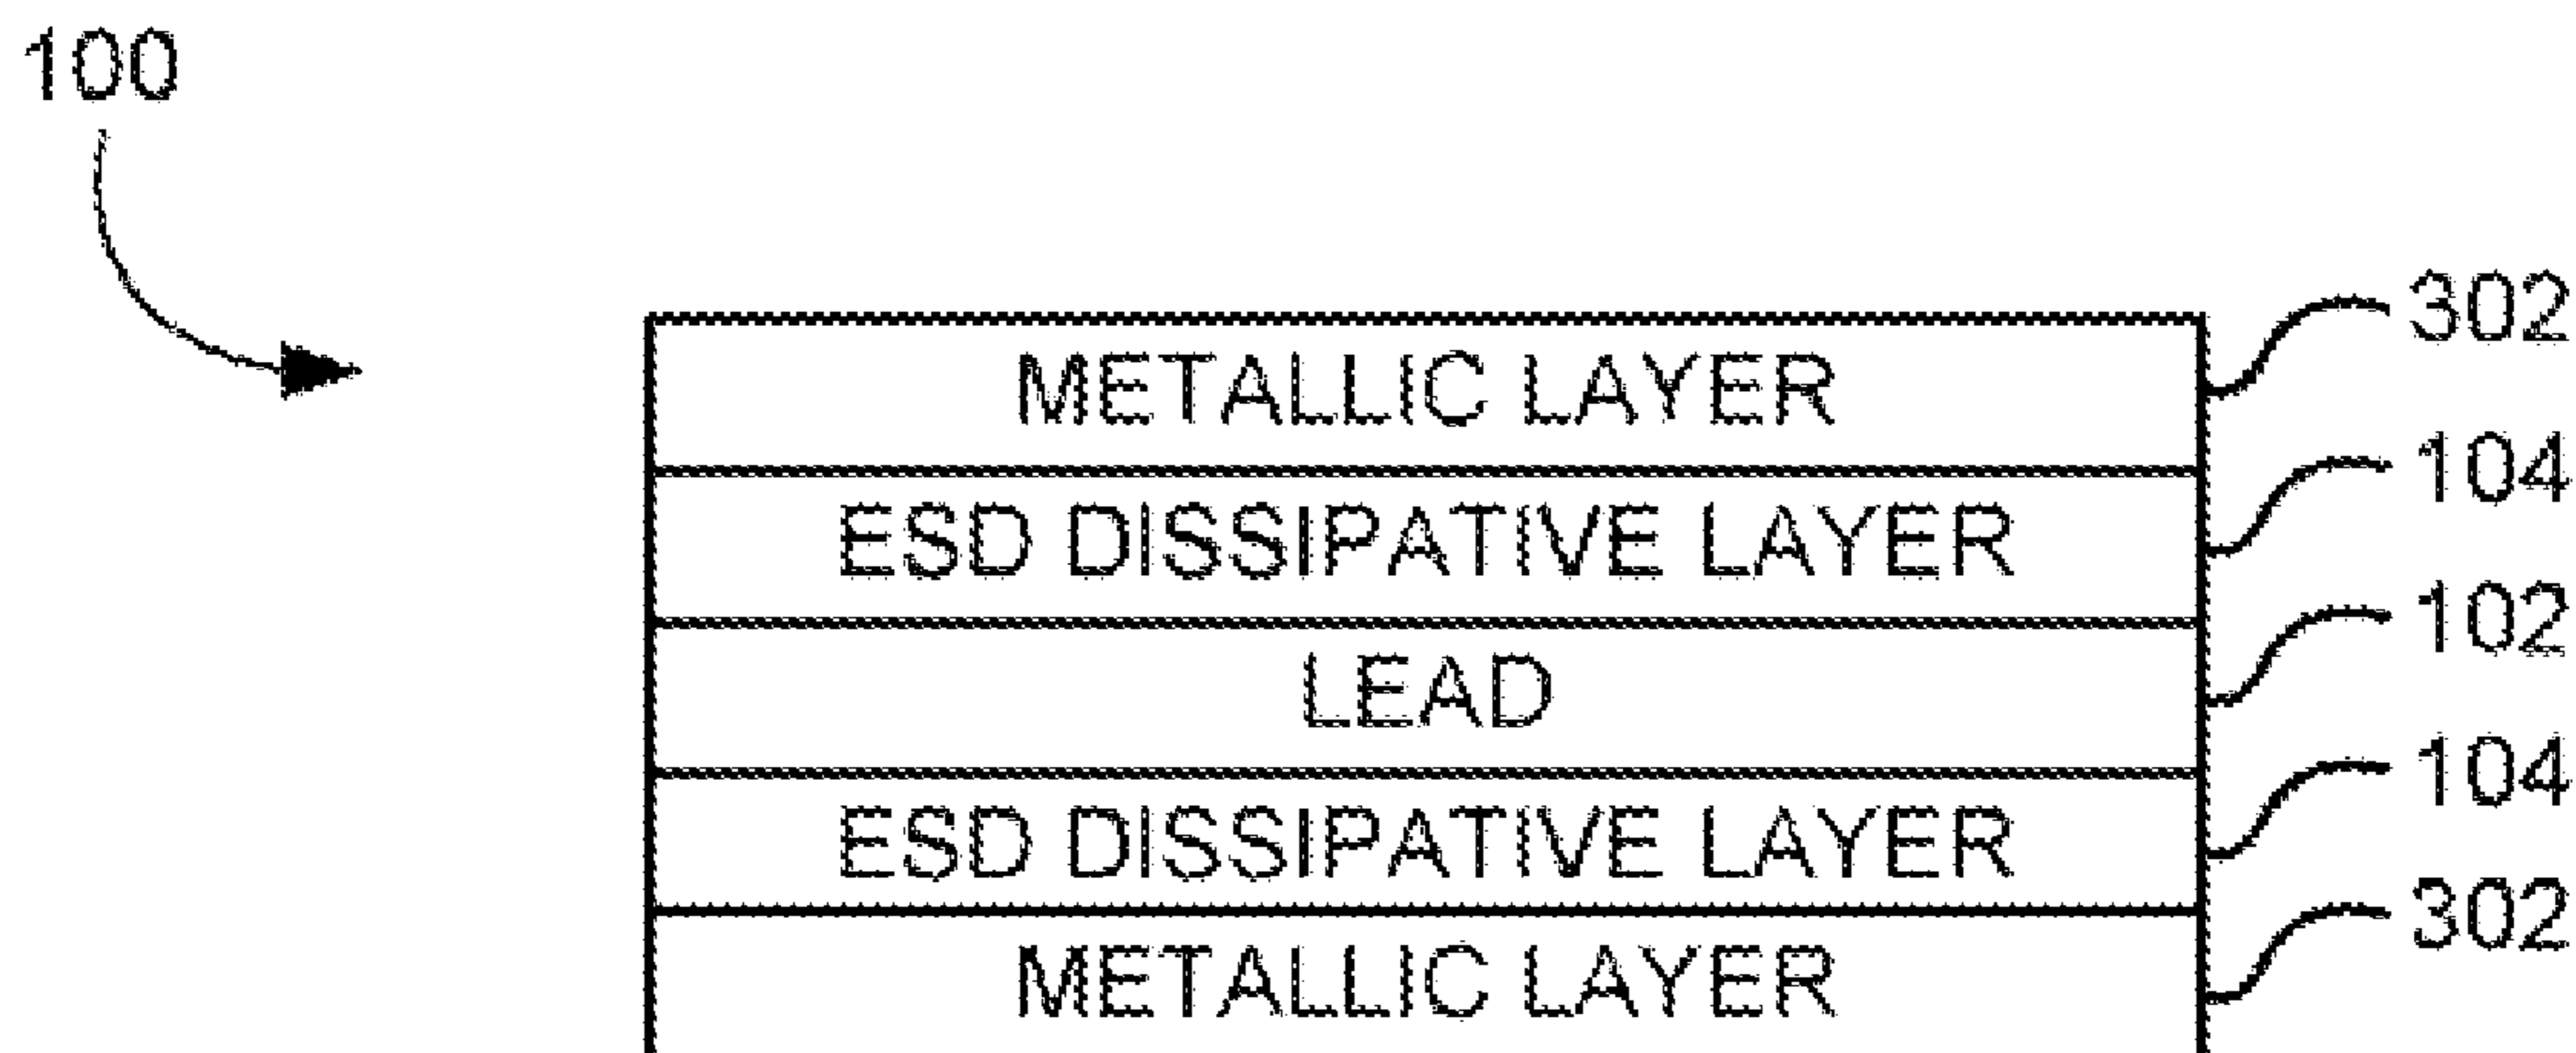 100
METALLIC LAYER 302
ESD DISSIPATIVE LAYER 104
LEAD 102
ESD DISSIPATIVE LAYER 104
METALLIC LAYER 302